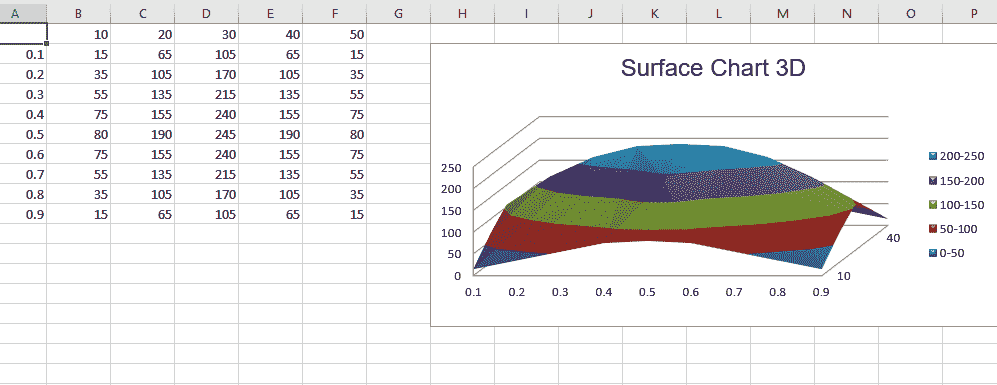 A B C D E F G H I J K L M N O P
10 20 30 40 50
0.1 15 65 105 65 15
0.2 35 105 170 105 35
0.3 55 135 215 135 55
0.4 75 155 240 155 75
0.5 80 190 245 190 80
0.6 75 155 240 155 75
0.7 55 135 215 135 55
0.8 35 105 170 105 35
0.9 15 65 105 65 15
Surface Chart 3D
250
200
150
100
50
0
0.1 0.2 0.3 0.4 0.5 0.6 0.7 0.8 0.9
10
40
200-250
150-200
100-150
50-100
0-50